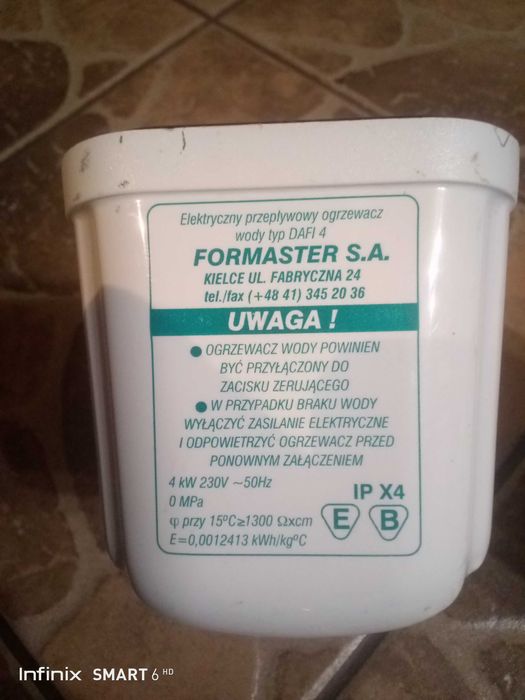 Elektryczny przepływowy ogrzewacz
wody typ DAFI 4
FORMASTER S.A.
KIELCE UL. FABRYCZNA 24
tel./fax (+48 41) 345 20 36
UWAGA !
● OGRZEWACZ WODY POWINIEN
BYĆ PRZYŁĄCZONY DO
ZACISKU ZERUJĄCEGO
● W PRZYPADKU BRAKU WODY
WYŁĄCZYĆ ZASILANIE ELEKTRYCZNE
I ODPOWIETRZYĆ OGRZEWACZ PRZED
PONOWNYM ZAŁĄCZENIEM
4 kW 230V ~50Hz
IP X4
0 MPa
φ przy 15ºC≥1300 Ωxcm
E B
E=0,0012413 kWh/kgºC
Infinix SMART 6 HD